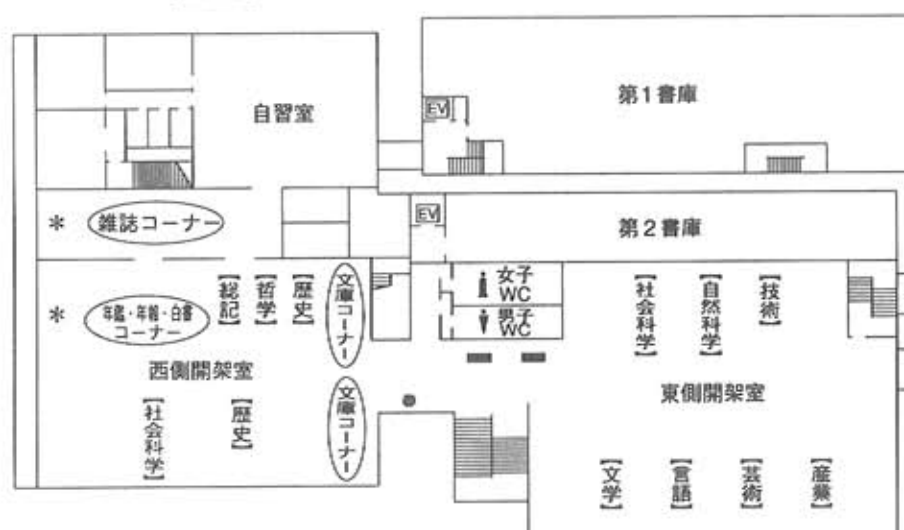 自習室
第1書庫
EV
* 雑誌コーナー
EV
第2書庫
* 年鑑・年報・白書
コーナー
【総記】
【哲学】
【歴史】
文庫コーナー
女子
WC
男子
WC
【社会科学】
【自然科学】
【技術】
西側開架室
東側開架室
【社会科学】
【歴史】
文庫コーナー
【文学】
【言語】
【芸術】
【産業】